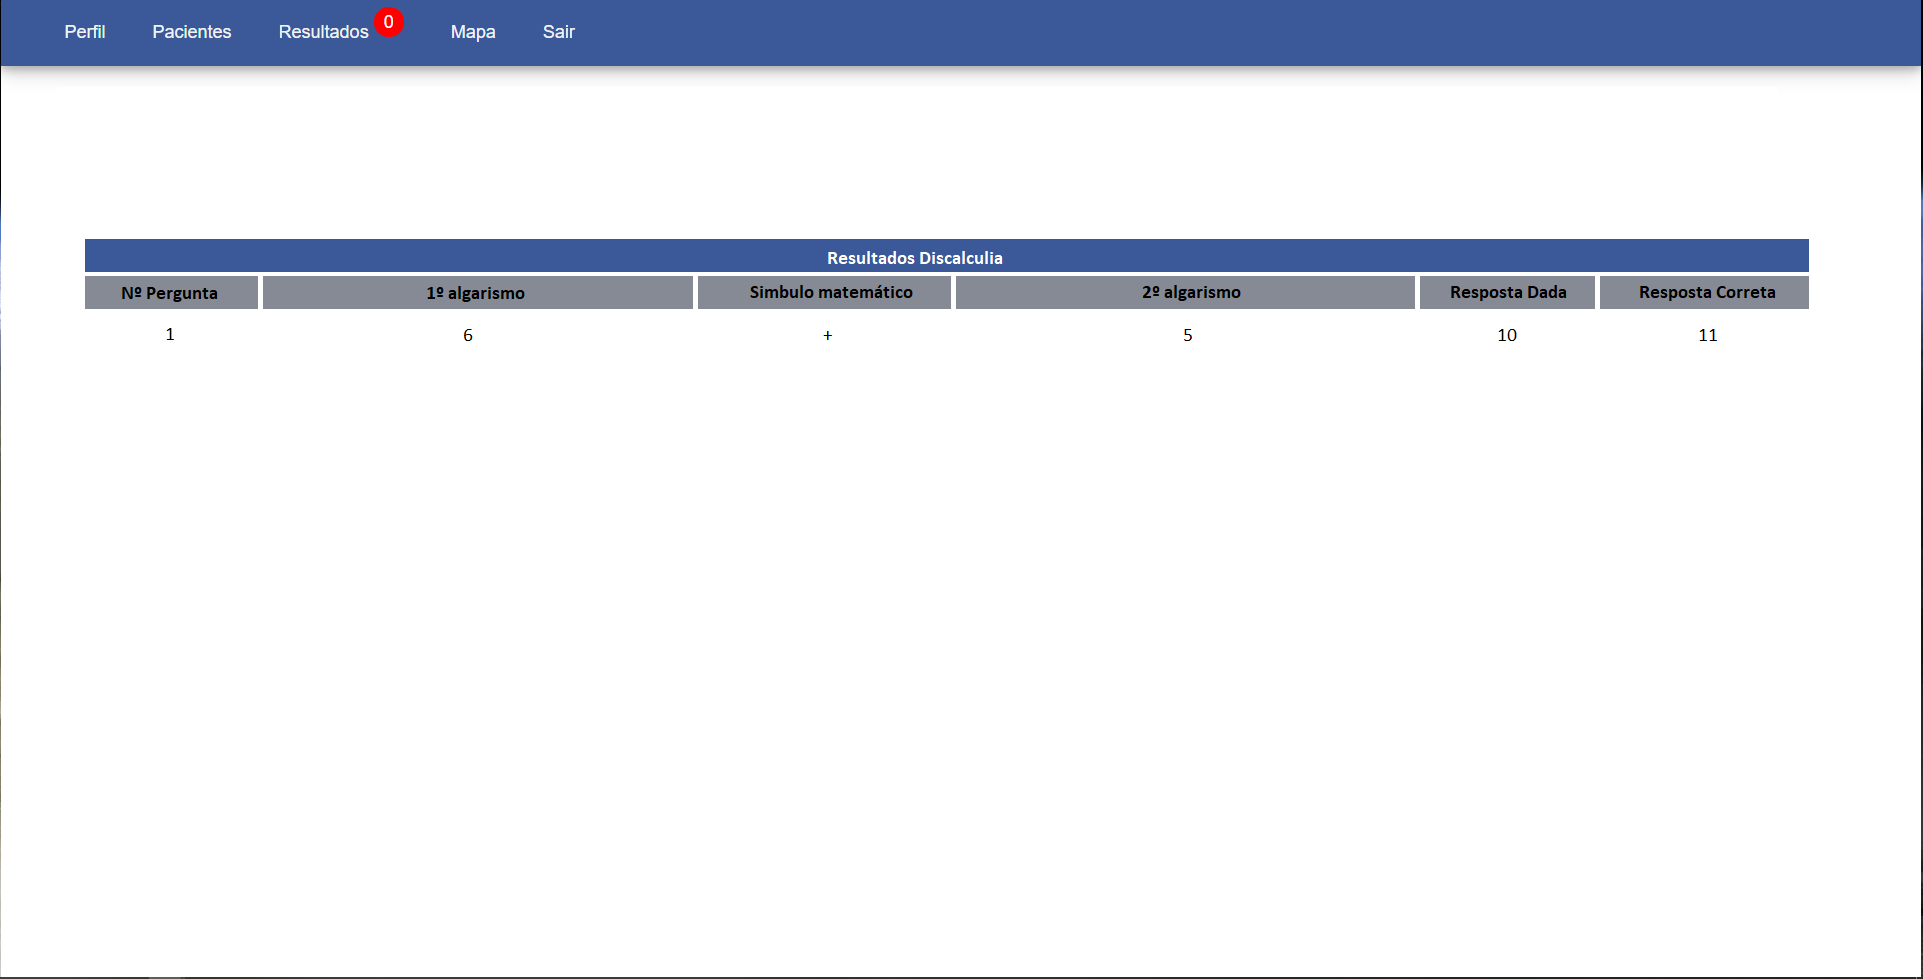 Perfil Pacientes Resultados 0 Mapa Sair
Resultados Discalculia
Nº Pergunta 1º algarismo Simbulo matemático 2º algarismo Resposta Dada Resposta Correta
1 6 + 5 10 11